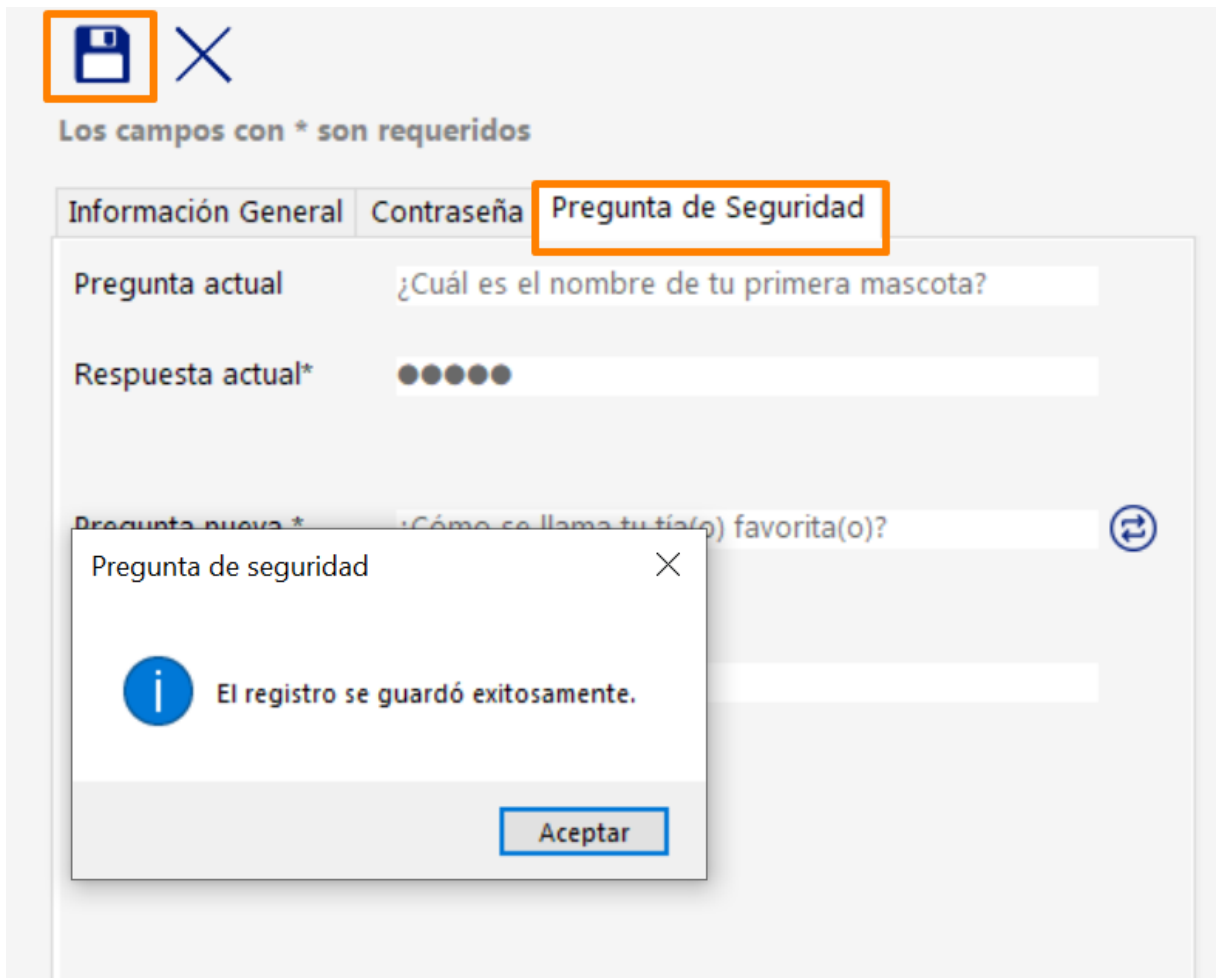 Los campos con * son requeridos
Información General Contraseña Pregunta de Seguridad
Pregunta actual ¿Cuál es el nombre de tu primera mascota?
Respuesta actual* ●●●●●
Pregunta nueva * ¿Cómo se llama tu tía(o) favorita(o)?
Pregunta de seguridad
El registro se guardó exitosamente.
Aceptar